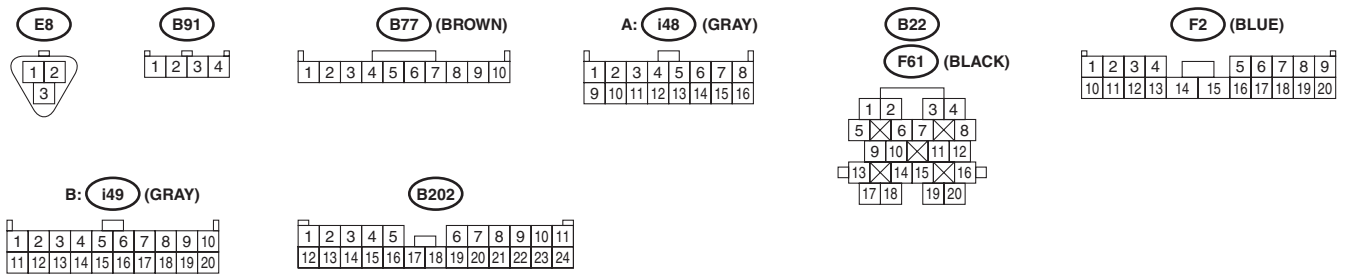 E8
B91
B77 (BROWN)
A: i48 (GRAY)
B22
F61 (BLACK)
F2 (BLUE)
1 2
3
1 2 3 4
1 2 3 4 5 6 7 8 9 10
1 2 3 4 5 6 7 8
9 10 11 12 13 14 15 16
1 2 3 4
5 6 7 8
9 10 11 12
13 14 15 16
17 18 19 20
1 2 3 4 5 6 7 8 9
10 11 12 13 14 15 16 17 18 19 20
B: i49 (GRAY)
B202
1 2 3 4 5 6 7 8 9 10
11 12 13 14 15 16 17 18 19 20
1 2 3 4 5 6 7 8 9 10 11
12 13 14 15 16 17 18 19 20 21 22 23 24